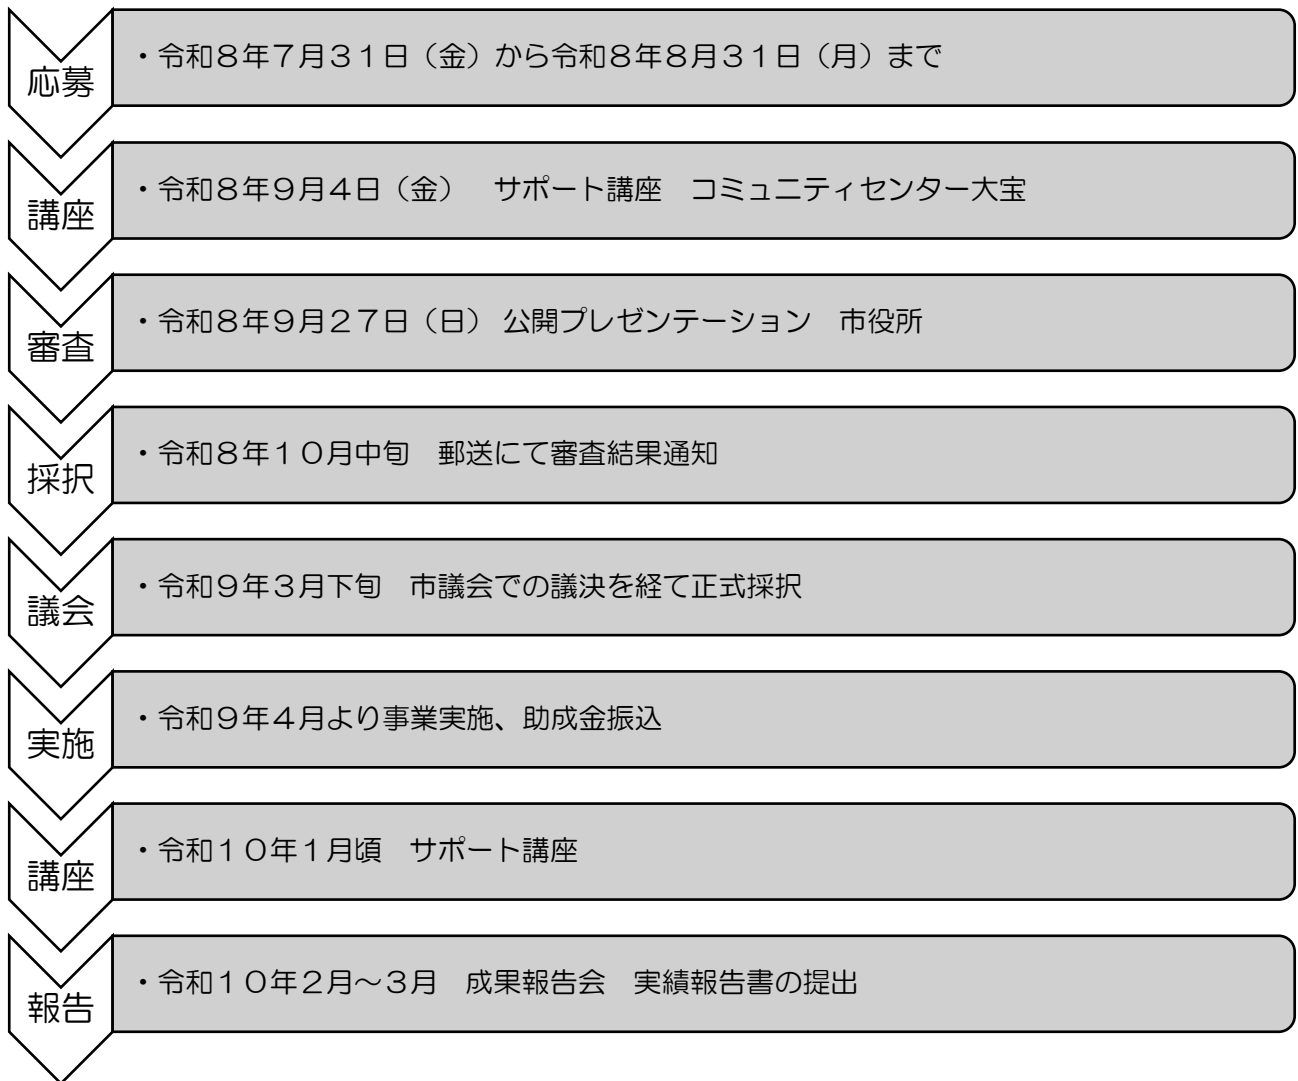 応募
・令和８年７月３１日（金）から令和８年８月３１日（月）まで
講座
・令和８年９月４日（金）　サポート講座　コミュニティセンター大宝
審査
・令和８年９月２７日（日） 公開プレゼンテーション　市役所
採択
・令和８年１０月中旬　郵送にて審査結果通知
議会
・令和９年３月下旬　市議会での議決を経て正式採択
実施
・令和９年４月より事業実施、助成金振込
講座
・令和１０年１月頃　サポート講座
報告
・令和１０年２月～３月　成果報告会　実績報告書の提出